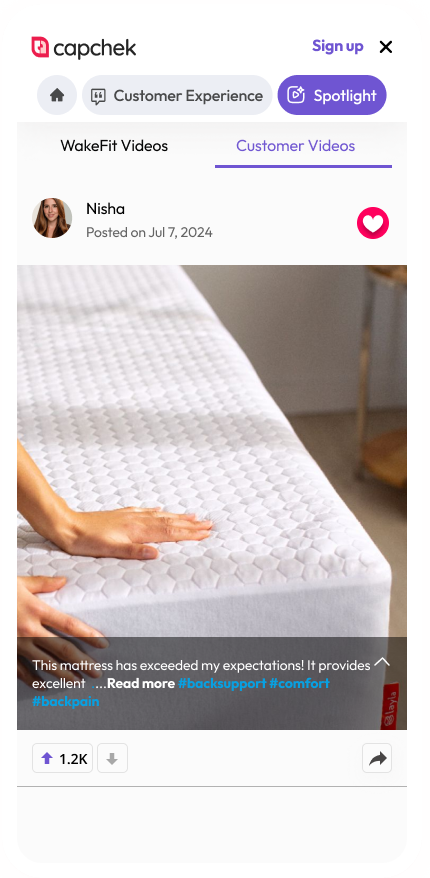 capchek
Sign up
Customer Experience
Spotlight
WakeFit Videos
Customer Videos
Nisha
Posted on Jul 7, 2024
This mattress has exceeded my expectations! It provides
excellent ...Read more #backsupport #comfort
#backpain
layla
1.2K